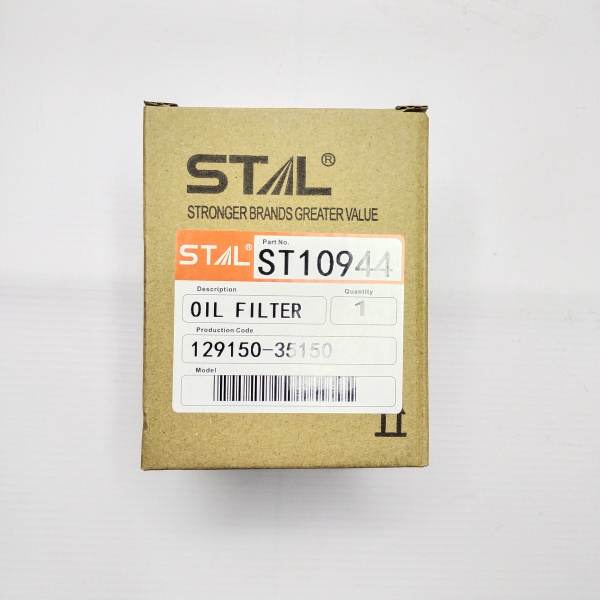 STAL®
STRONGER BRANDS GREATER VALUE
STAL®
Part No.
ST10944
Description
Quantity
OIL FILTER
1
Production Code
129150-35150
Model